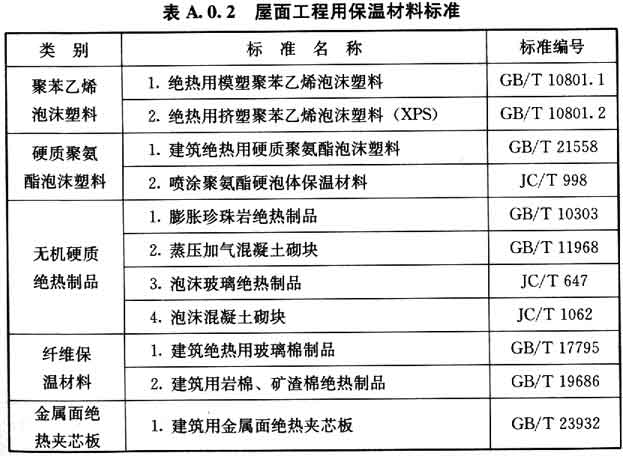 表 A.0.2 屋面工程用保温材料标准
类 别 标 准 名 称 标准编号
聚苯乙烯泡沫塑料 1. 绝热用模塑聚苯乙烯泡沫塑料 GB/T 10801.1
2. 绝热用挤塑聚苯乙烯泡沫塑料（XPS） GB/T 10801.2
硬质聚氨酯泡沫塑料 1. 建筑绝热用硬质聚氨酯泡沫塑料 GB/T 21558
2. 喷涂聚氨酯硬泡体保温材料 JC/T 998
无机硬质绝热制品 1. 膨胀珍珠岩绝热制品 GB/T 10303
2. 蒸压加气混凝土砌块 GB/T 11968
3. 泡沫玻璃绝热制品 JC/T 647
4. 泡沫混凝土砌块 JC/T 1062
纤维保温材料 1. 建筑绝热用玻璃棉制品 GB/T 17795
2. 建筑用岩棉、矿渣棉绝热制品 GB/T 19686
金属面绝热夹芯板 1. 建筑用金属面绝热夹芯板 GB/T 23932